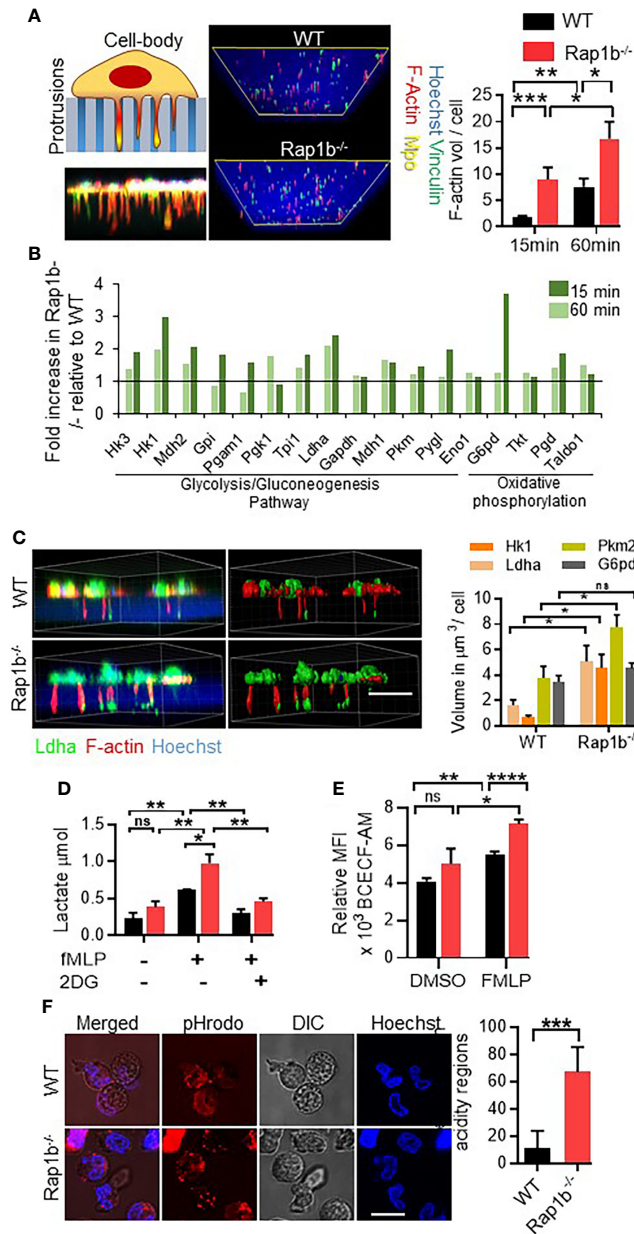 A
Cell-body
Protrusions
WT
Rap1b-/-
Hoechst Vinculin
F-Actin Mpo
WT
Rap1b-/-
** *
*** *
F-actin vol / cell
25
20
15
10
5
0
15min 60min
B
Fold increase in Rap1b-
/- relative to WT
4
3
2
1
0
15 min
60 min
Hk3 Hk1 Mdh2 Gpi Pgam1 Pgk1 Tpi1 Ldha Gapdh Mdh1 Pkm Pygl Eno1 G6pd Tkt Pgd Taldo1
Glycolysis/Gluconeogenesis
Pathway
Oxidative
phosphorylation
C
WT
Rap1b-/-
Ldha F-actin Hoechst
Hk1 Pkm2
Ldha G6pd
ns
*
*
*
Volume in µm3/ cell
10
8
6
4
2
0
WT Rap1b-/
D
** **
ns ** **
*
Lactate µmol
1.5
1.0
0.5
0.0
fMLP - + +
2DG - - +
E
** ****
ns *
Relative MFI
x 103 BCECF-AM
8
6
4
2
0
DMSO FMLP
F
Merged pHrodo DIC Hoechst
WT
Rap1b-/-
***
acidity regions
100
80
60
40
20
0
WT
Rap1b-/-